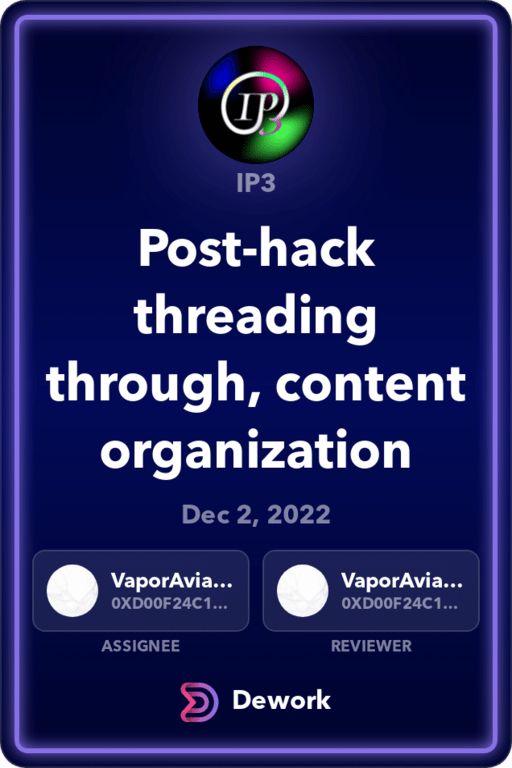 IP3
IP3
Post-hack
threading
through, content
organization
Dec 2, 2022
VaporAvia...
0XD00F24C1...
ASSIGNEE
VaporAvia...
0XD00F24C1...
REVIEWER
Dework